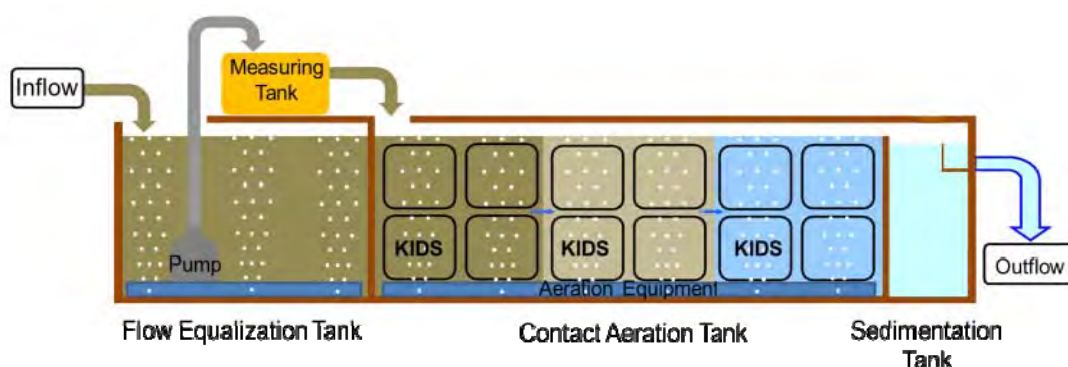 Inflow
Measuring
Tank
Pump
KIDS
KIDS
KIDS
Aeration Equipment
Outflow
Flow Equalization Tank
Contact Aeration Tank
Sedimentation
Tank